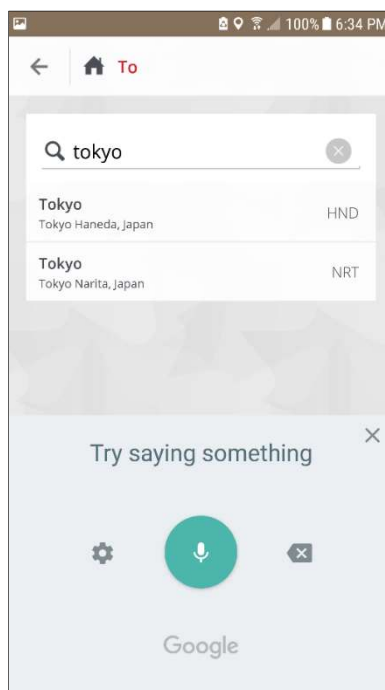 100% 6:34 PM
To
tokyo
Tokyo
HND
Tokyo Haneda, Japan
Tokyo
NRT
Tokyo Narita, Japan
Try saying something
Google